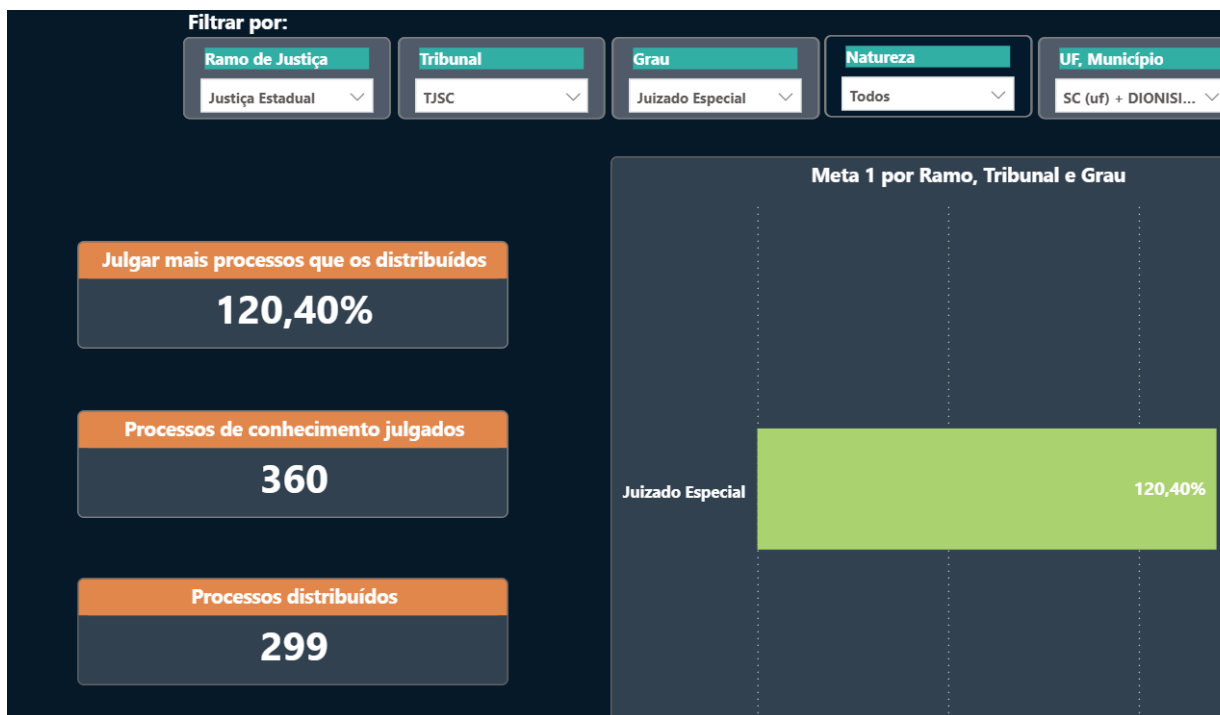 Filtrar por:
Ramo de Justiça
Justiça Estadual
Tribunal
TJSC
Grau
Juizado Especial
Natureza
Todos
UF, Município
SC (uf) + DIONISI...
Julgar mais processos que os distribuídos
120,40%
Processos de conhecimento julgados
360
Processos distribuídos
299
Meta 1 por Ramo, Tribunal e Grau
Juizado Especial
120,40%